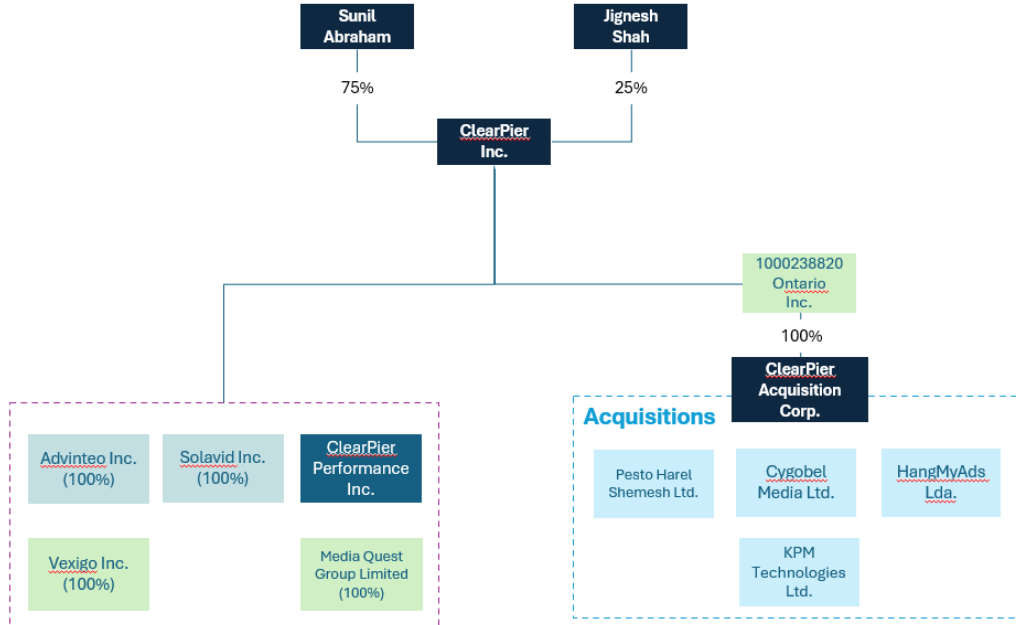 Sunil
Abraham
Jignesh
Shah
75%
25%
ClearPier
Inc.
1000238820
Ontario
Inc.
100%
ClearPier
Acquisition
Corp.
Acquisitions
Advinteo Inc.
(100%)
Solavid Inc.
(100%)
ClearPier
Performance
Inc.
Vexigo Inc.
(100%)
Media Quest
Group Limited
(100%)
Pesto Harel
Shemesh Ltd.
Cygobel
Media Ltd.
HangMyAds
Lda.
KPM
Technologies
Ltd.